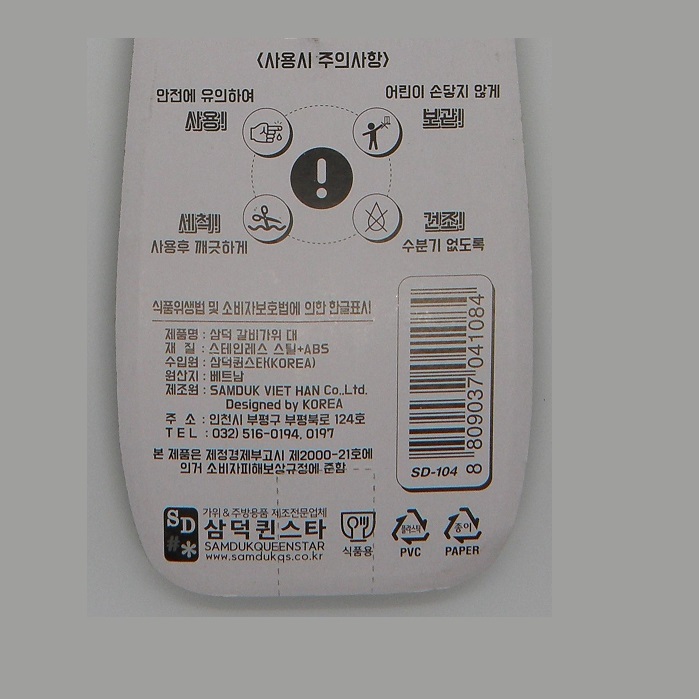 〈사용시 주의사항〉
안전에 유의하여
사용!
어린이 손닿지 않게
보관!
세척!
사용후 깨긋하게
건조!
수분기 없도록
식품위생법 및 소비자보호법에 의한 한글표시
제품명 : 삼덕 갈비가위 대
재 질 : 스테인레스 스틸+ABS
수입원 : 삼덕퀸스타(KOREA)
원산지 : 베트남
제조원 : SAMDUK VIET HAN Co.,Ltd.
Designed by KOREA
주 소 : 인천시 부평구 부평북로 124호
TEL : 032) 516-0194, 0197
본 제품은 재정경제부고시 제2000-21호에
의거 소비자피해보상규정에 준함
8 809037 041084
SD-104
SD
#*
가위 & 주방용품 제조전문업체
삼덕퀸스타
SAMDUKQUEENSTAR
www.samdukqs.co.kr
식품용
플라스틱
PVC
종이
PAPER